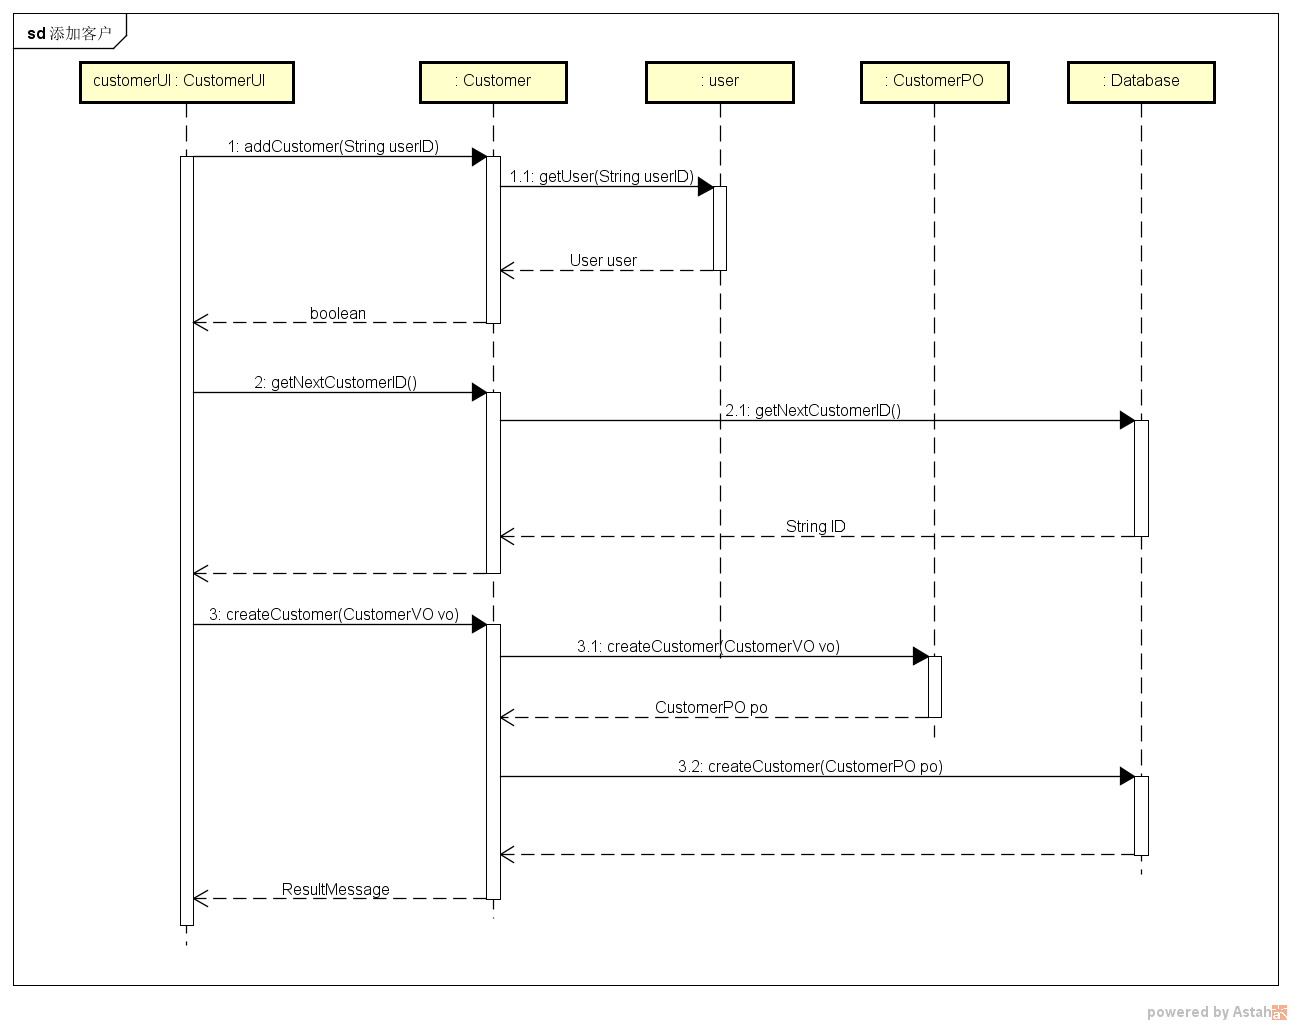 sd 添加客户
customerUI : CustomerUI
: Customer
: user
: CustomerPO
: Database
1: addCustomer(String userID)
1.1: getUser(String userID)
User user
boolean
2: getNextCustomerID()
2.1: getNextCustomerID()
String ID
3: createCustomer(CustomerVO vo)
3.1: createCustomer(CustomerVO vo)
CustomerPO po
3.2: createCustomer(CustomerPO po)
ResultMessage
powered by Astah